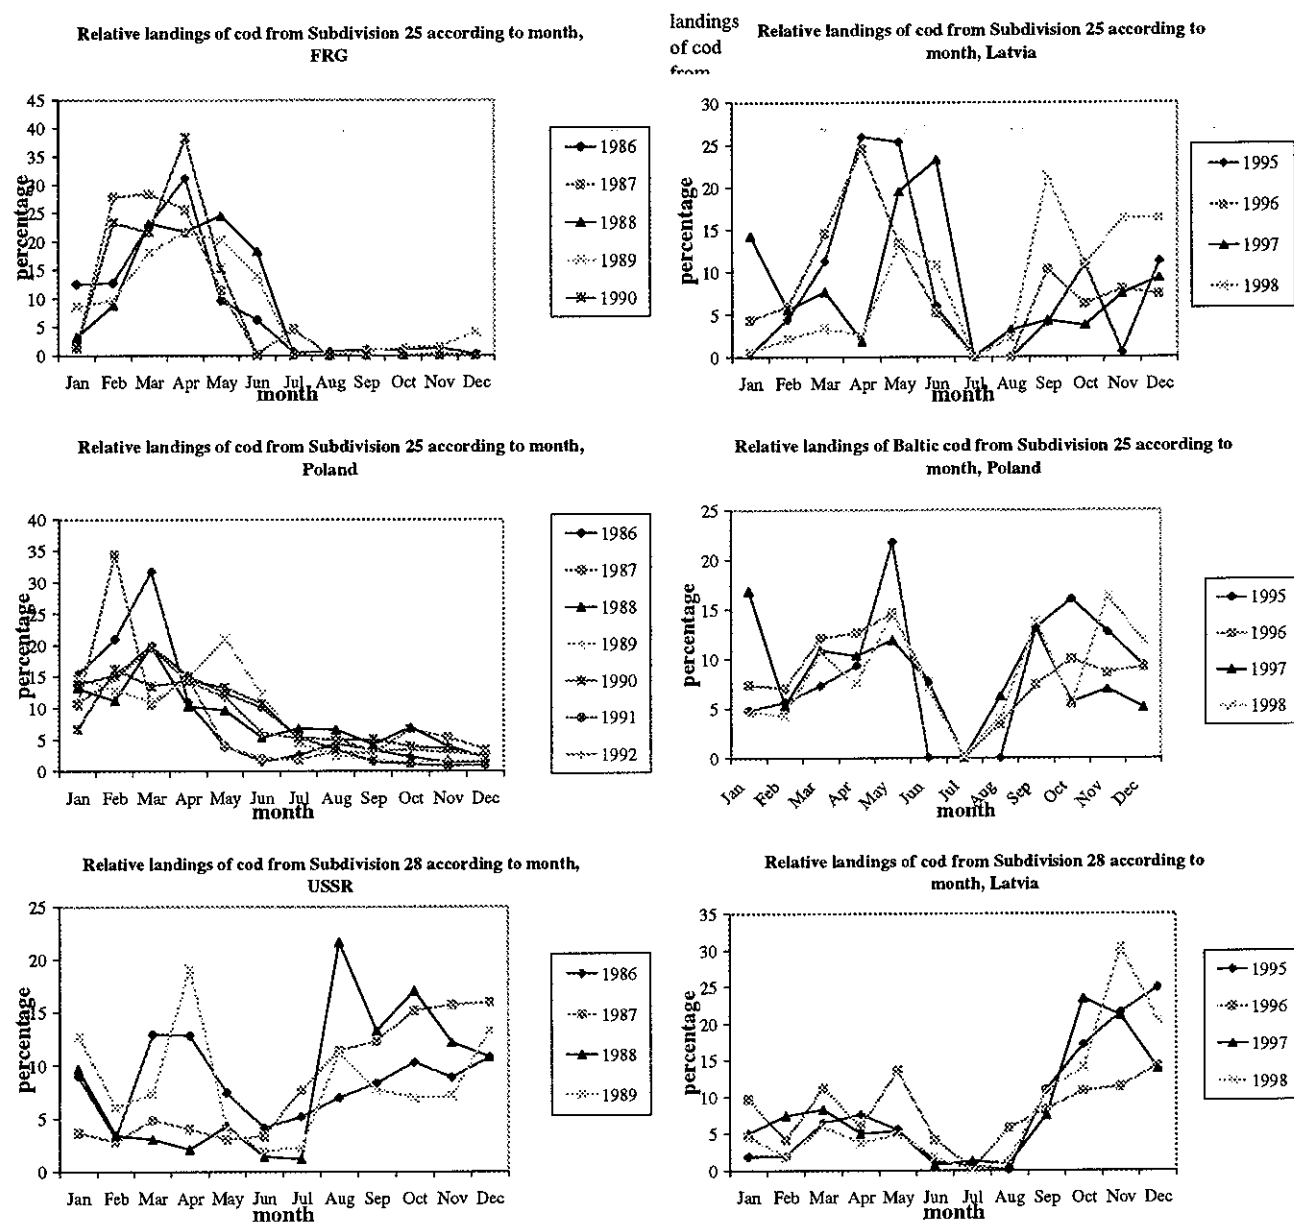 Relative landings of cod from Subdivision 25 according to month,
FRG
percentage
45
40
35
30
25
20
15
10
5
0
Jan Feb Mar Apr May Jun Jul Aug Sep Oct Nov Dec
month
1986
1987
1988
1989
1990
landings
of cod
from
Relative landings of cod from Subdivision 25 according to
month, Latvia
percentage
30
25
20
15
10
5
0
Jan Feb Mar Apr May Jun Jul Aug Sep Oct Nov Dec
month
1995
1996
1997
1998
Relative landings of cod from Subdivision 25 according to month,
Poland
percentage
40
35
30
25
20
15
10
5
0
Jan Feb Mar Apr May Jun Jul Aug Sep Oct Nov Dec
month
1986
1987
1988
1989
1990
1991
1992
Relative landings of Baltic cod from Subdivision 25 according to
month, Poland
percentage
25
20
15
10
5
0
Jan Feb Mar Apr May Jun Jul Aug Sep Oct Nov Dec
month
1995
1996
1997
1998
Relative landings of cod from Subdivision 28 according to month,
USSR
percentage
25
20
15
10
5
0
Jan Feb Mar Apr May Jun Jul Aug Sep Oct Nov Dec
month
1986
1987
1988
1989
Relative landings of cod from Subdivision 28 according to
month, Latvia
percentage
35
30
25
20
15
10
5
0
Jan Feb Mar Apr May Jun Jul Aug Sep Oct Nov Dec
month
1995
1996
1997
1998